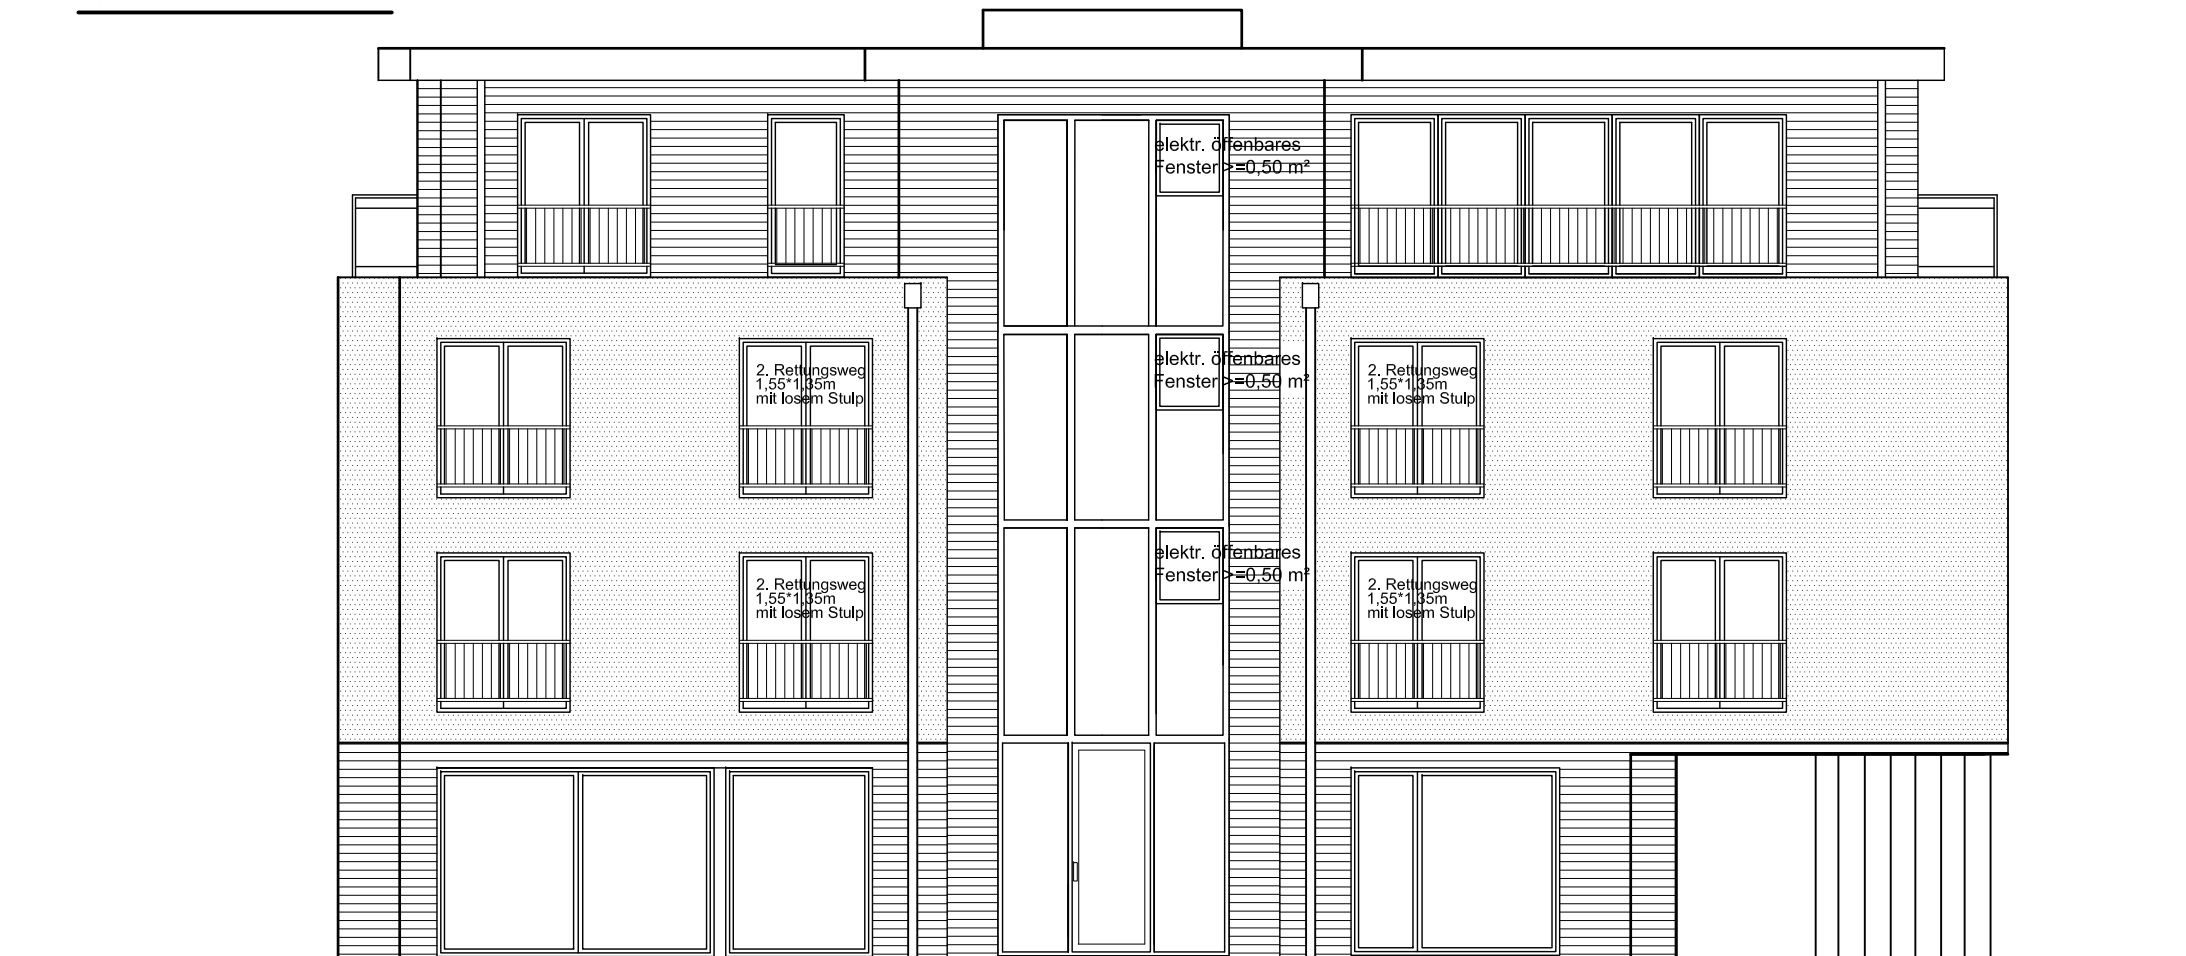 elektr. öffenbares
Fenster >=0,50 m²
elektr. öffenbares
Fenster >=0,50 m²
2. Rettungsweg
1,55*1,35m
mit losem Stulp
2. Rettungsweg
1,55*1,35m
mit losem Stulp
elektr. öffenbares
Fenster >=0,50 m²
2. Rettungsweg
1,55*1,35m
mit losem Stulp
2. Rettungsweg
1,55*1,35m
mit losem Stulp